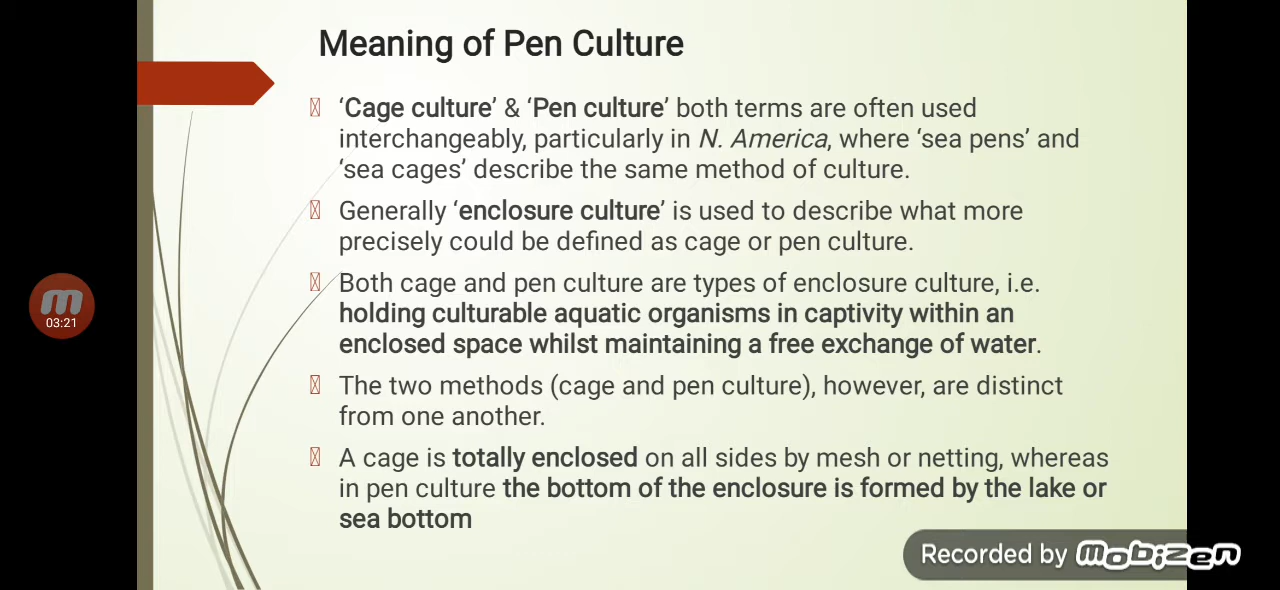 Meaning of Pen Culture
‘Cage culture’ & ‘Pen culture’ both terms are often used
interchangeably, particularly in N. America, where ‘sea pens’ and
‘sea cages’ describe the same method of culture.
Generally ‘enclosure culture’ is used to describe what more
precisely could be defined as cage or pen culture.
Both cage and pen culture are types of enclosure culture, i.e.
holding culturable aquatic organisms in captivity within an
enclosed space whilst maintaining a free exchange of water.
The two methods (cage and pen culture), however, are distinct
from one another.
A cage is totally enclosed on all sides by mesh or netting, whereas
in pen culture the bottom of the enclosure is formed by the lake or
sea bottom
m
03:21
Recorded by mobizen